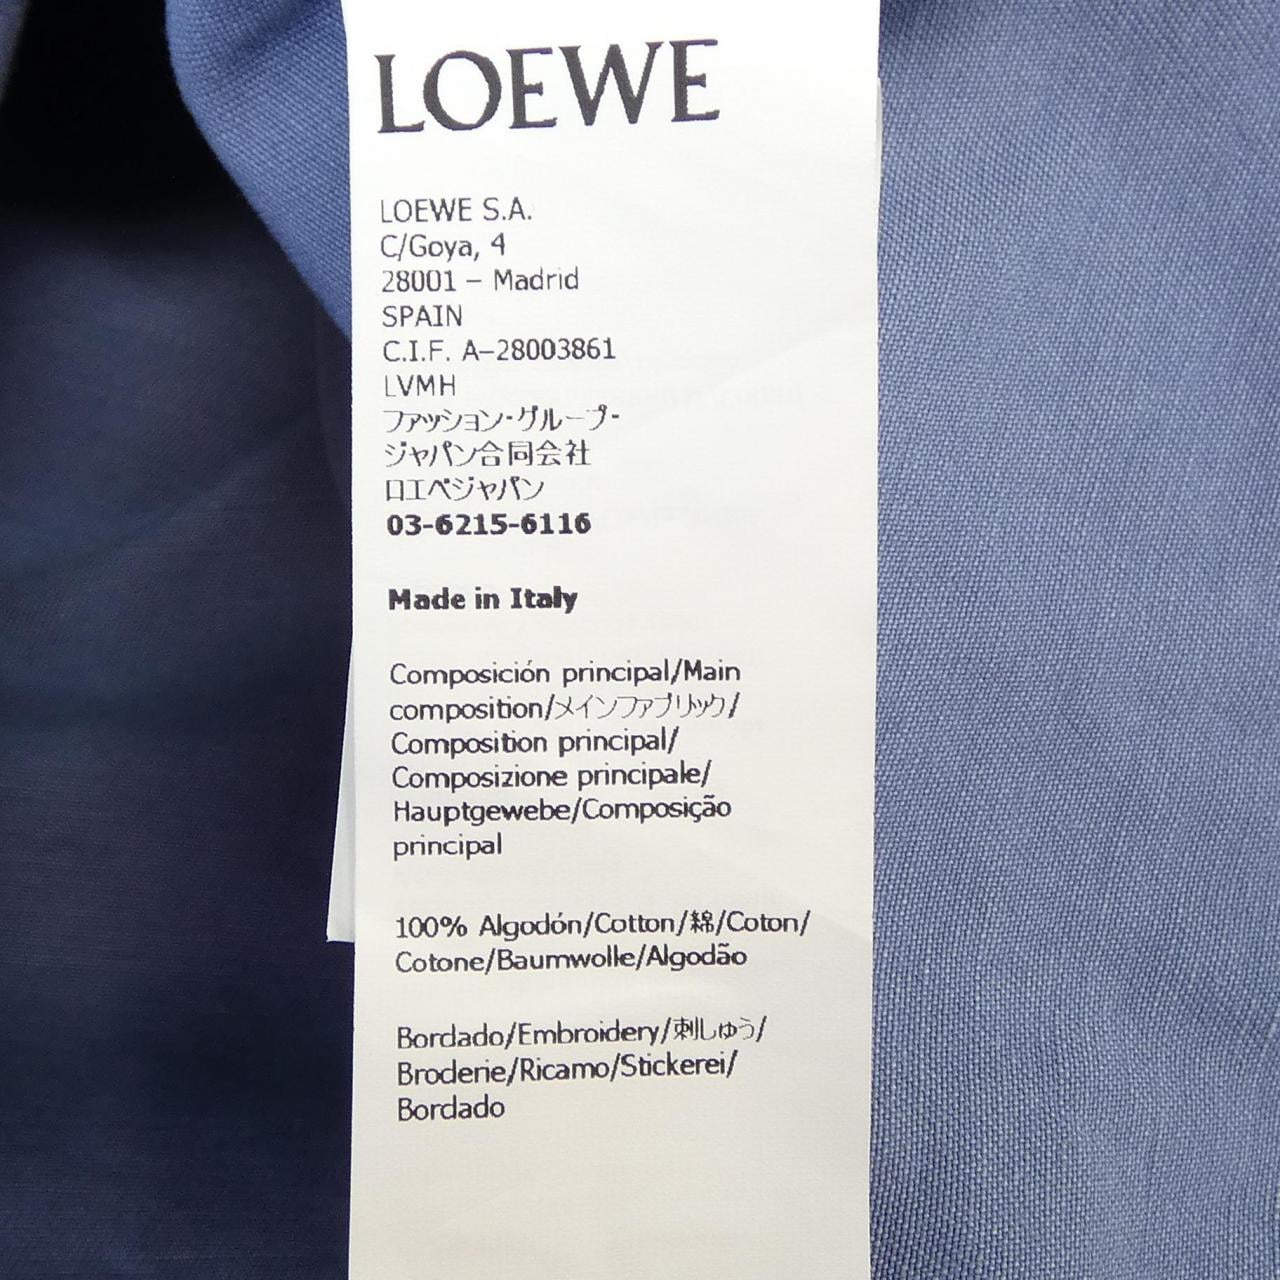 LOEWE
LOEWE S.A.
C/Goya, 4
28001 – Madrid
SPAIN
C.I.F. A–28003861
LVMH
ファッション・グループ・
ジャパン合同会社
ロエベジャパン
03-6215-6116
Made in Italy
Composición principal/Main
composition/メインファブリック/
Composition principal/
Composizione principale/
Hauptgewebe/Composição
principal
100% Algodón/Cotton/綿/Coton/
Cotone/Baumwolle/Algodão
Bordado/Embroidery/刺しゅう/
Broderie/Ricamo/Stickerei/
Bordado